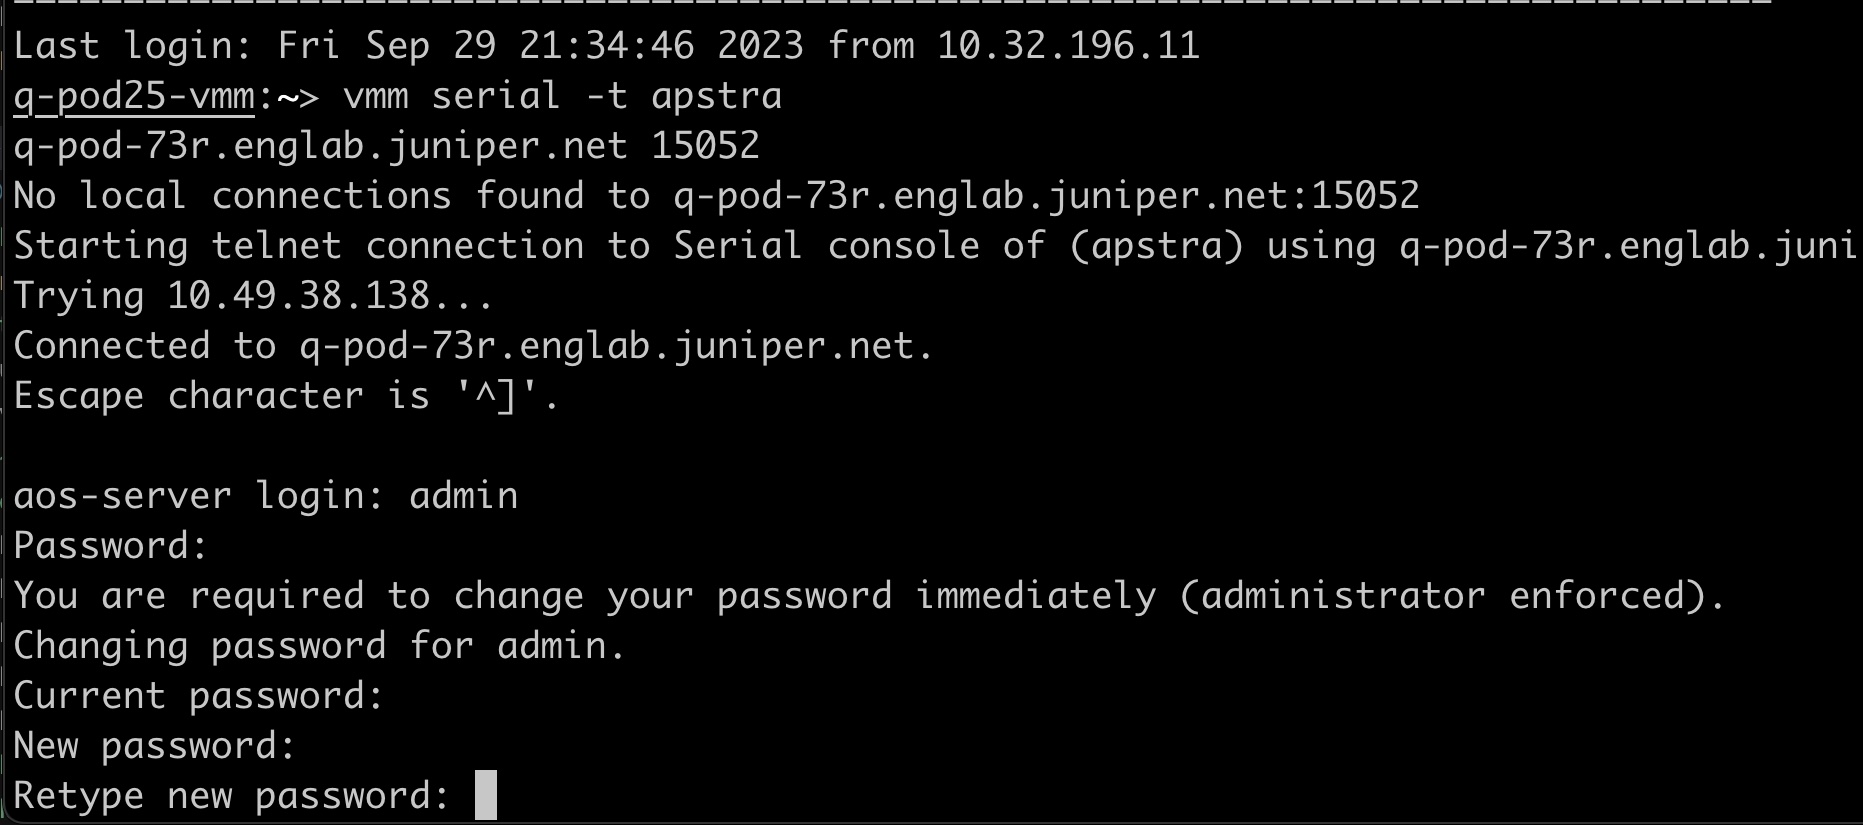 Last login: Fri Sep 29 21:34:46 2023 from 10.32.196.11
q-pod25-vmm:~> vmm serial -t apstra
q-pod-73r.englab.juniper.net 15052
No local connections found to q-pod-73r.englab.juniper.net:15052
Starting telnet connection to Serial console of (apstra) using q-pod-73r.englab.juni
Trying 10.49.38.138...
Connected to q-pod-73r.englab.juniper.net.
Escape character is '^]'.
aos-server login: admin
Password:
You are required to change your password immediately (administrator enforced).
Changing password for admin.
Current password:
New password:
Retype new password: